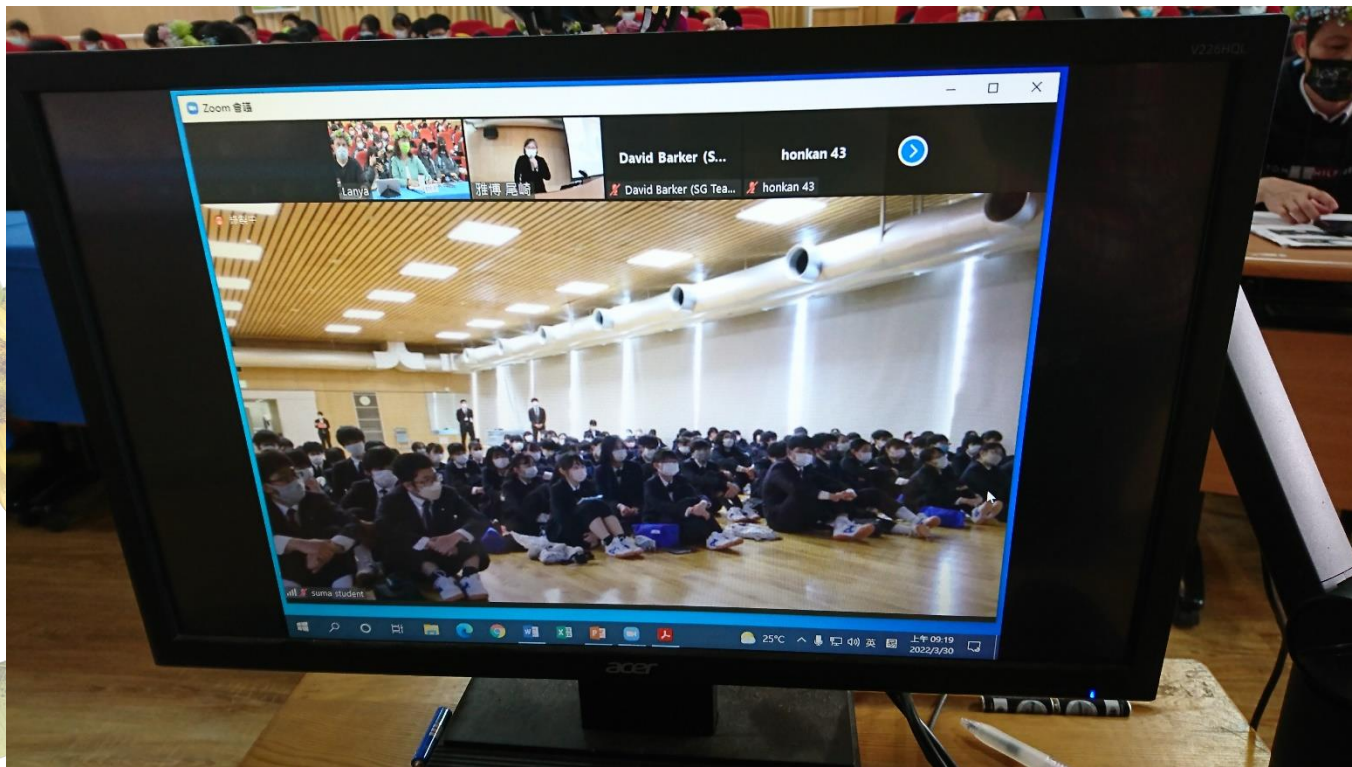 V226HQL
Zoom 會議
Lanya
雅博 尾崎
David Barker (S...
David Barker (SG Tea...
honkan 43
honkan 43
suma student
25°C
英
上午 09:19
2022/3/30
acer